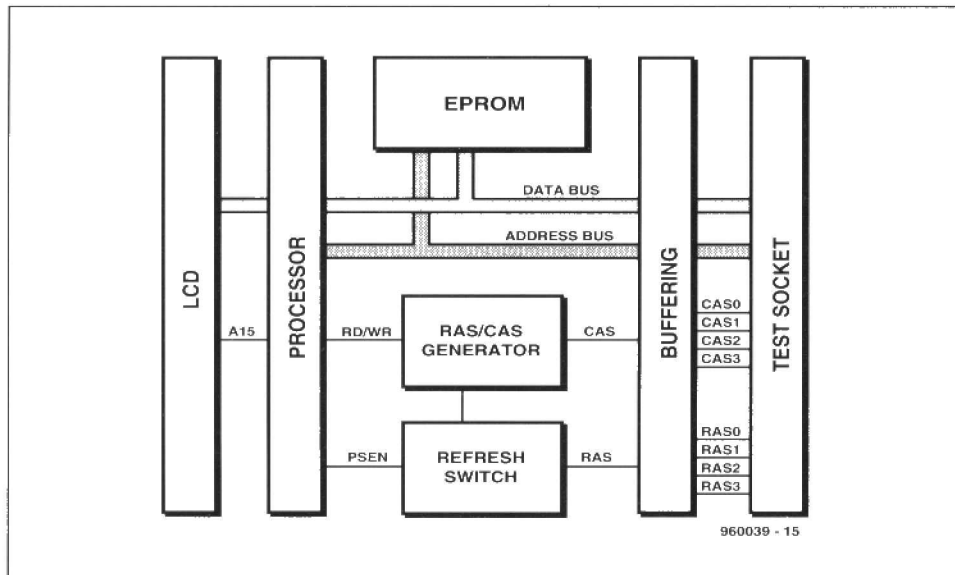 EPROM
DATA BUS
ADDRESS BUS
LCD
PROCESSOR
BUFFERING
TEST SOCKET
A15
RD/WR
RAS/CAS
GENERATOR
CAS
CAS0
CAS1
CAS2
CAS3
PSEN
REFRESH
SWITCH
RAS
RAS0
RAS1
RAS2
RAS3
960039 - 15